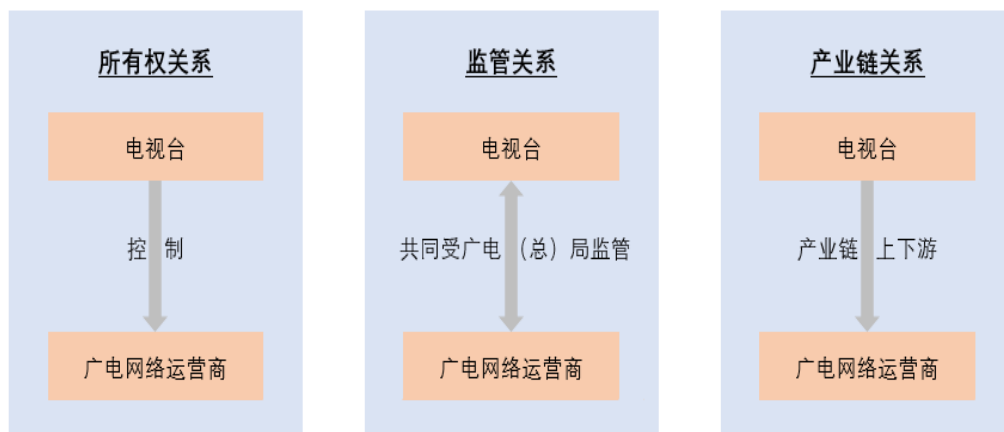 所有权关系
电视台
控制
广电网络运营商
监管关系
电视台
共同受广电（总）局监管
广电网络运营商
产业链关系
电视台
产业链上下游
广电网络运营商